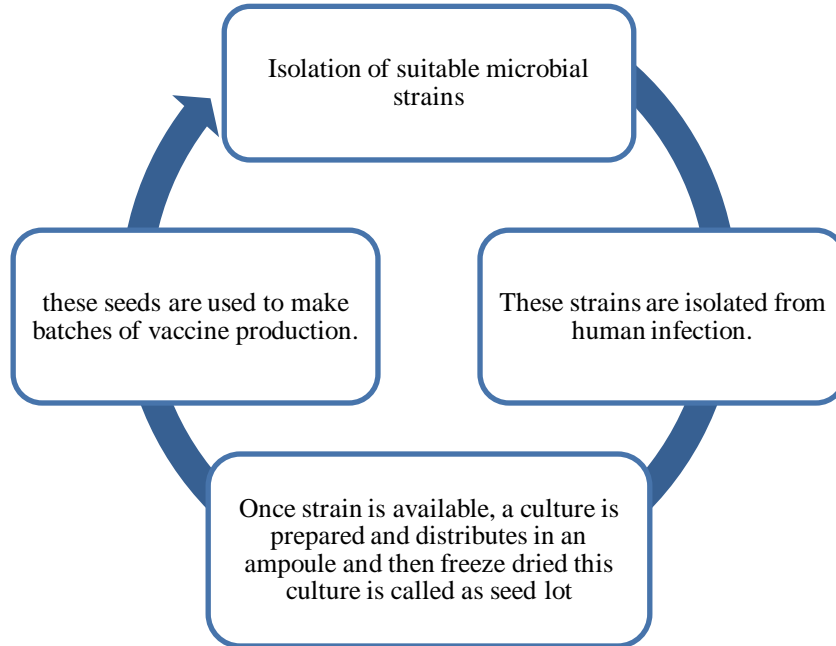 Isolation of suitable microbial
strains
These strains are isolated from
human infection.
Once strain is available, a culture is
prepared and distributes in an
ampoule and then freeze dried this
culture is called as seed lot
these seeds are used to make
batches of vaccine production.